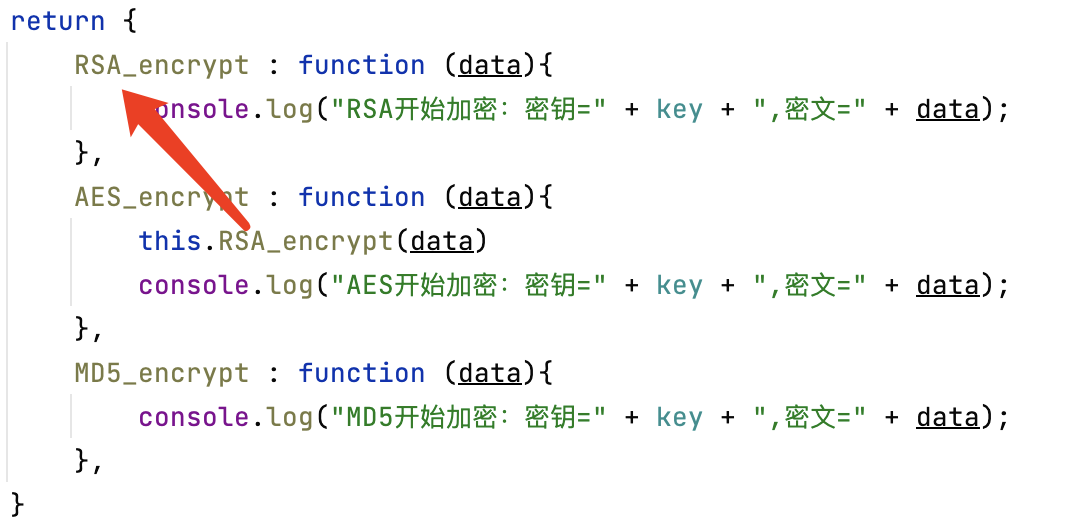 return {
    RSA_encrypt : function (data){
        console.log("RSA开始加密：密钥=" + key + ",密文=" + data);
    },
    AES_encrypt : function (data){
        this.RSA_encrypt(data)
        console.log("AES开始加密：密钥=" + key + ",密文=" + data);
    },
    MD5_encrypt : function (data){
        console.log("MD5开始加密：密钥=" + key + ",密文=" + data);
    },
}